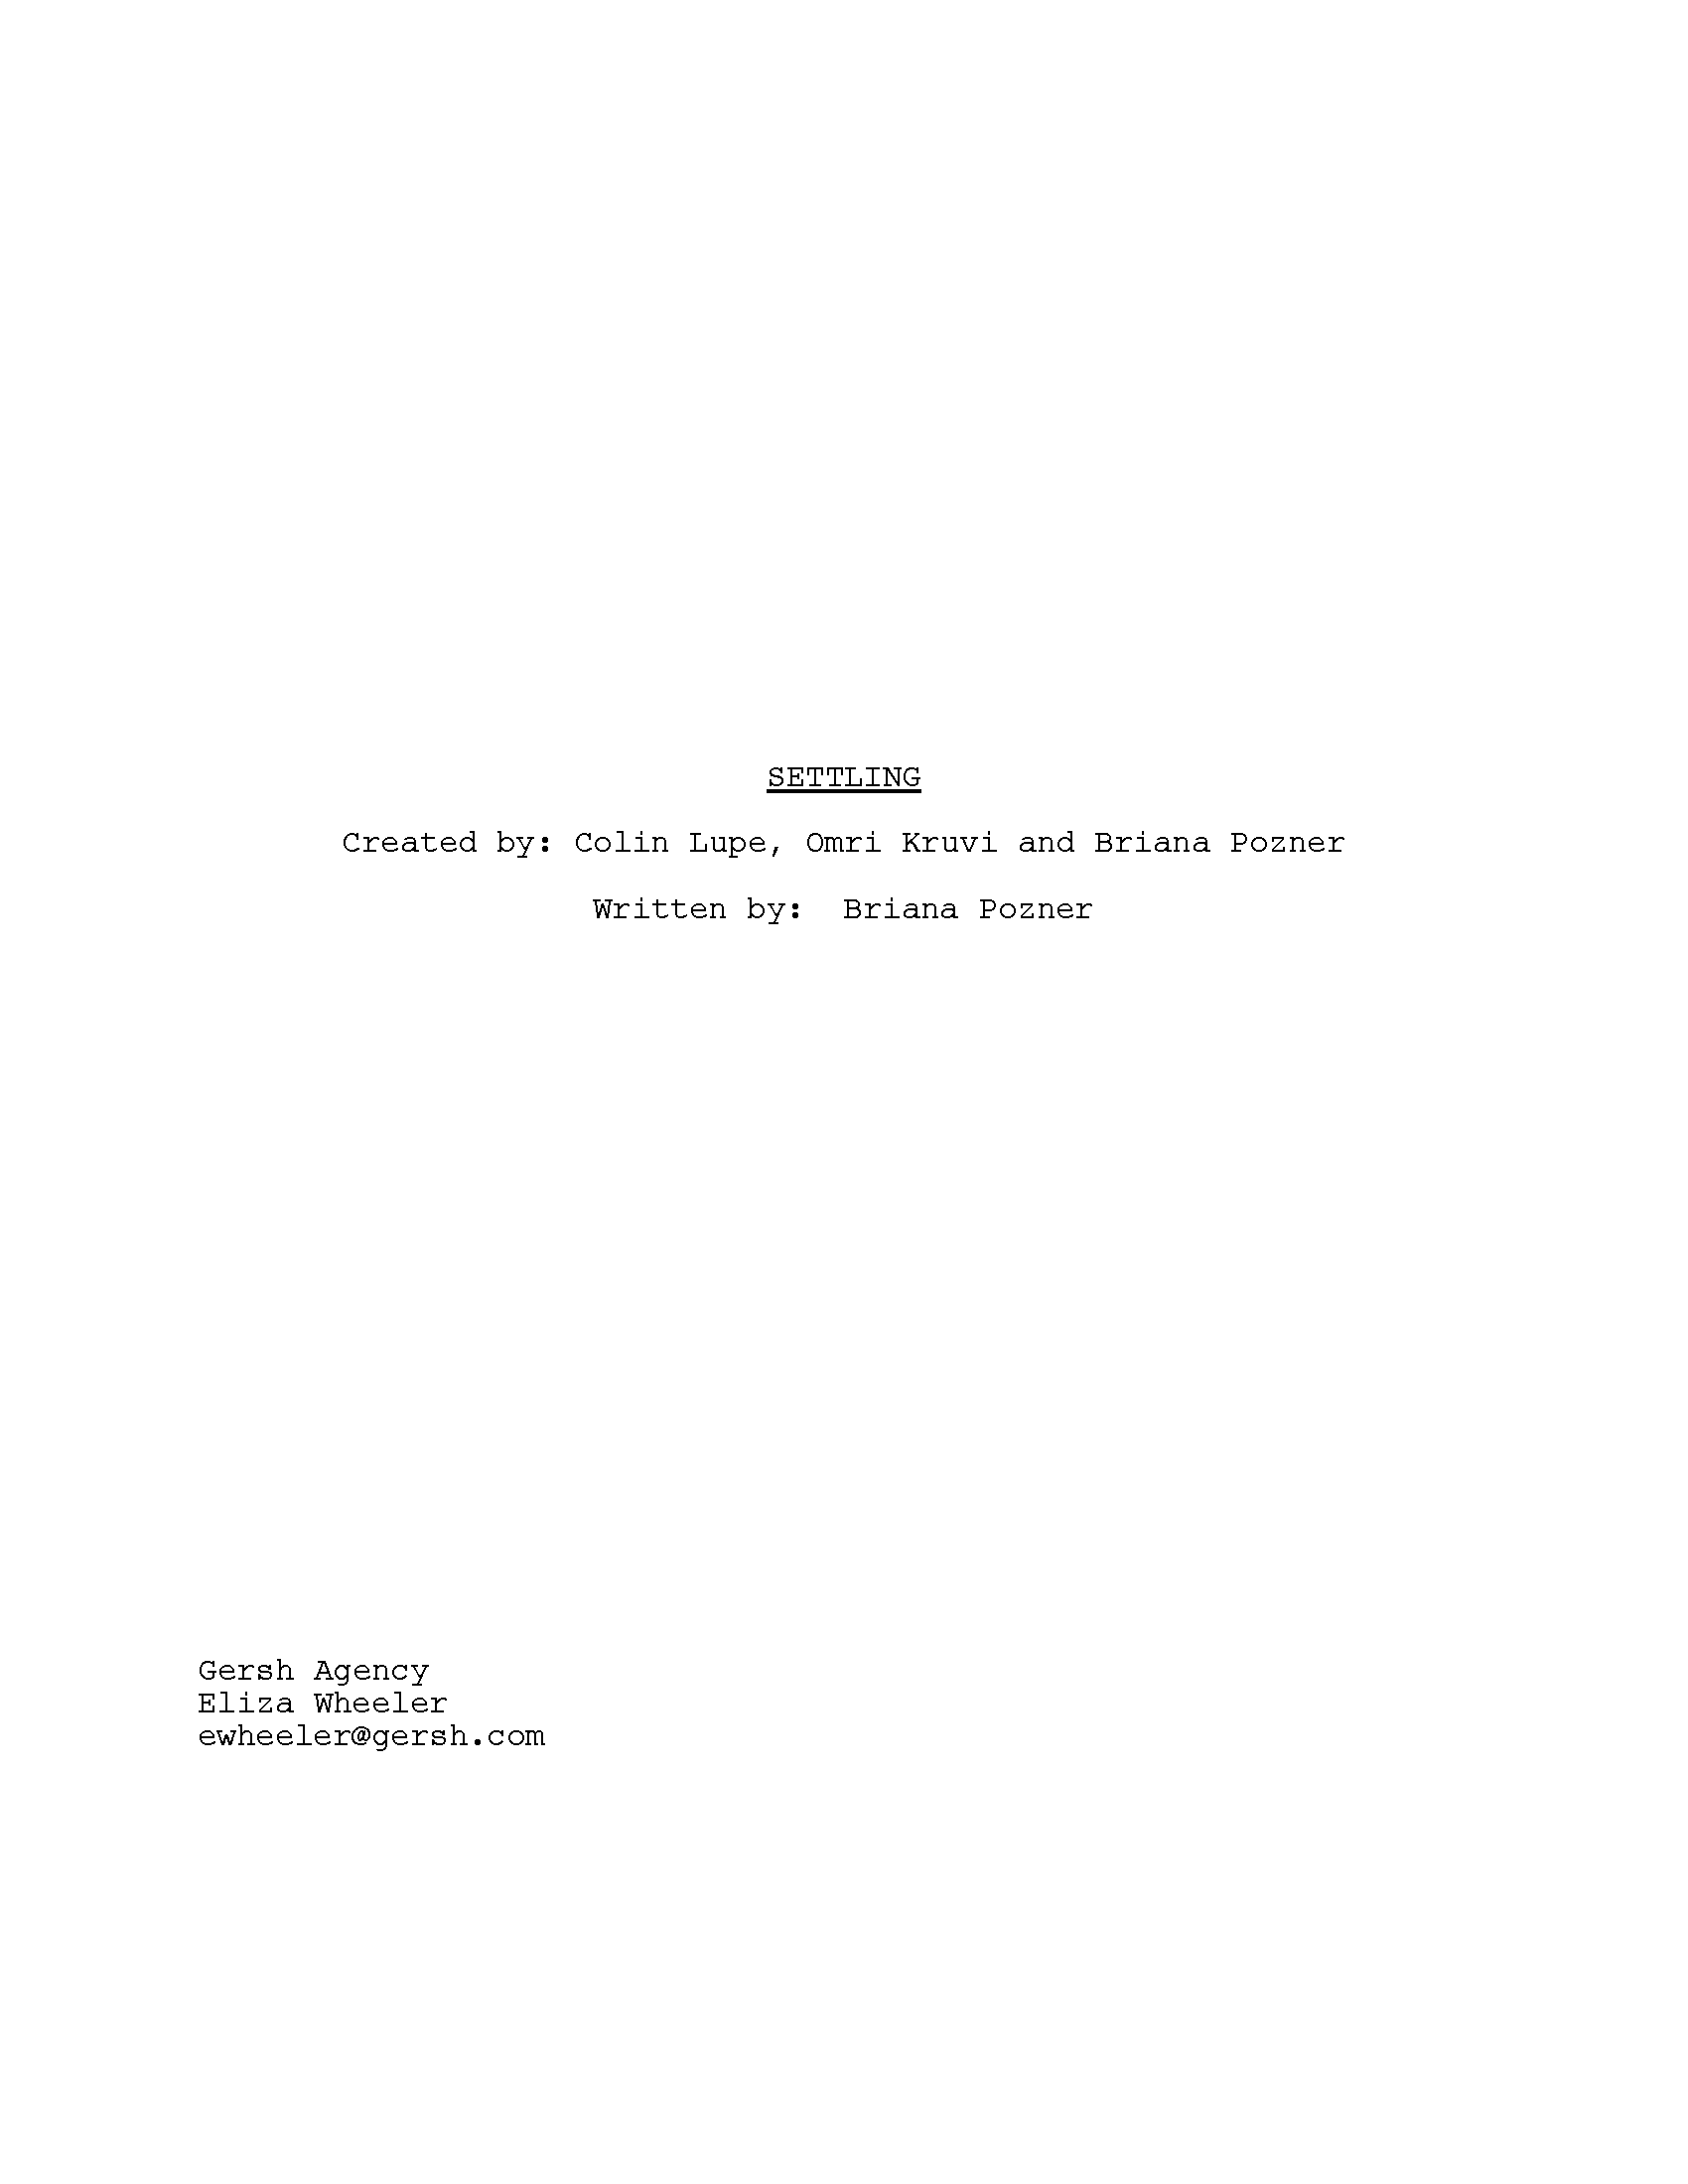 SETTLING
Created by: Colin Lupe, Omri Kruvi and Briana Pozner
Written by:  Briana Pozner
Gersh Agency
Eliza Wheeler
ewheeler@gersh.com